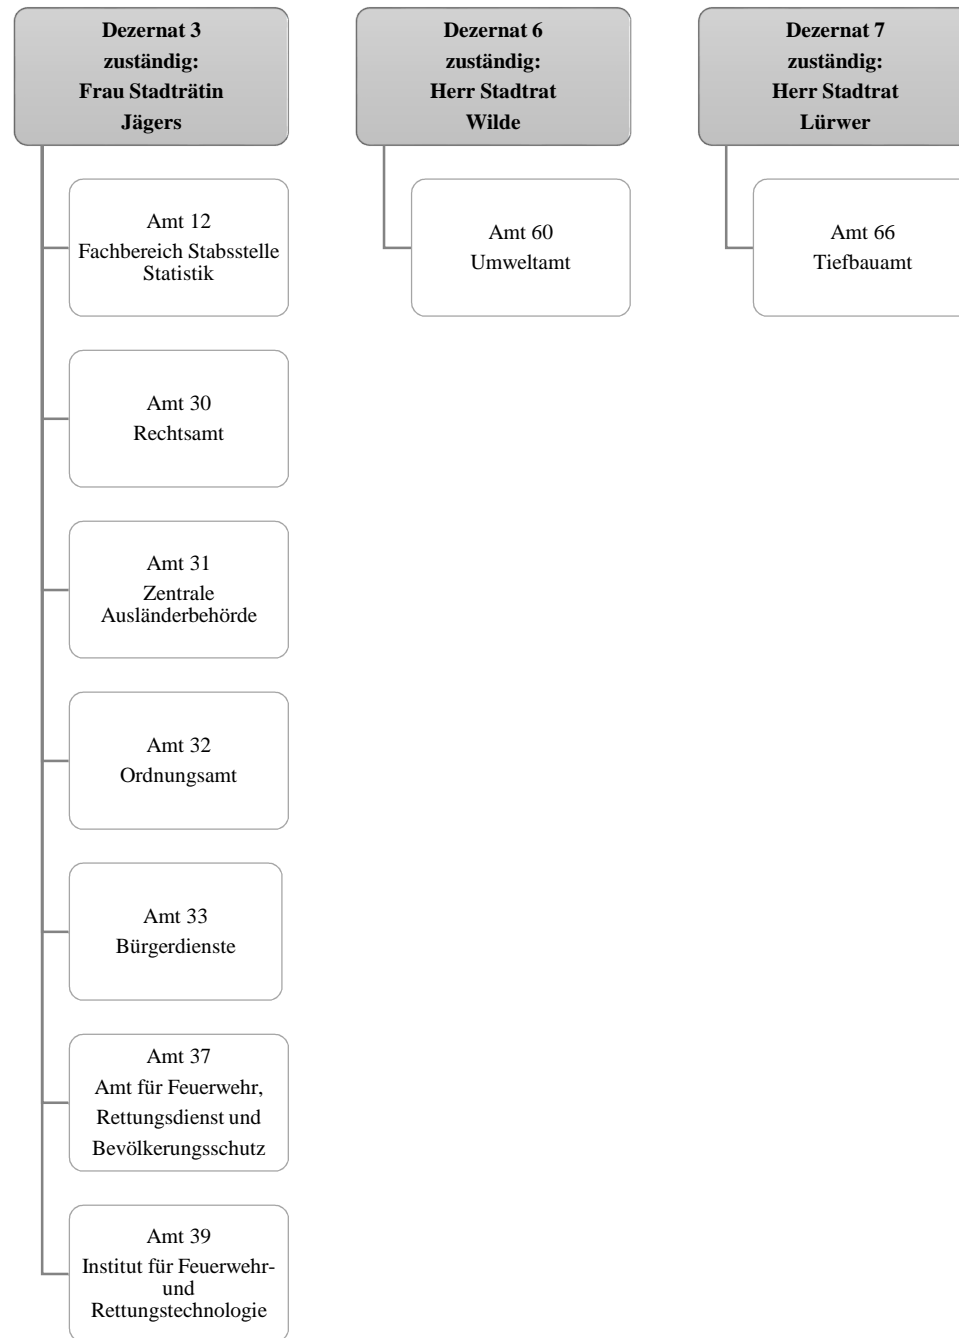 Dezernat 3
zuständig:
Frau Stadträtin
Jägers
Amt 12
Fachbereich Stabsstelle
Statistik
Amt 30
Rechtsamt
Amt 31
Zentrale
Ausländerbehörde
Amt 32
Ordnungsamt
Amt 33
Bürgerdienste
Amt 37
Amt für Feuerwehr,
Rettungsdienst und
Bevölkerungsschutz
Amt 39
Institut für Feuerwehr-
und
Rettungstechnologie
Dezernat 6
zuständig:
Herr Stadtrat
Wilde
Amt 60
Umweltamt
Dezernat 7
zuständig:
Herr Stadtrat
Lürwer
Amt 66
Tiefbauamt